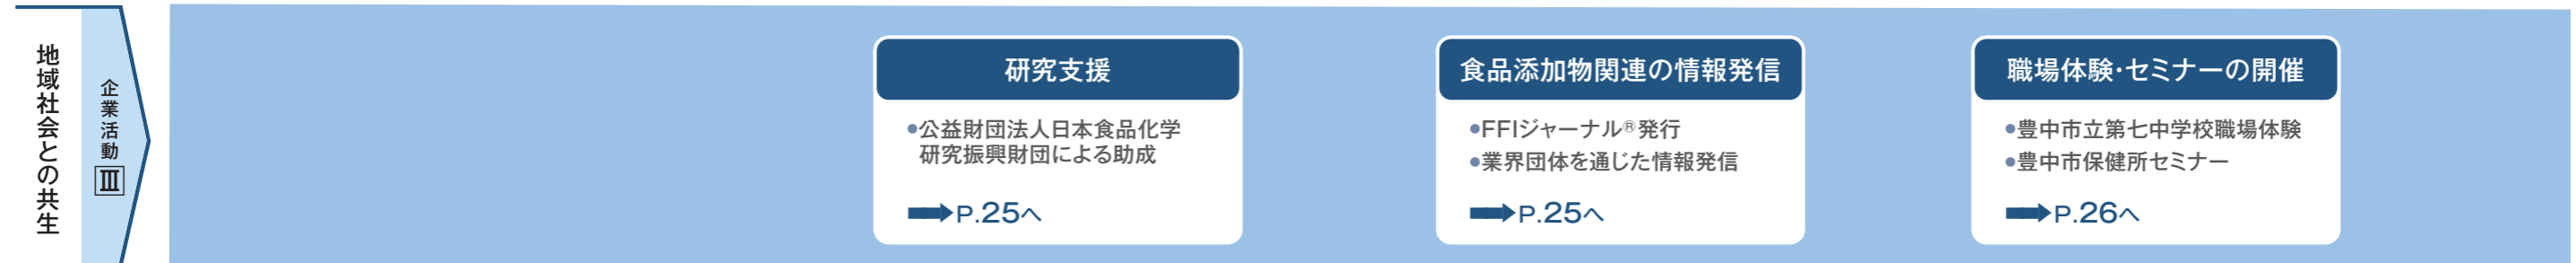 地域社会との共生
企業活動Ⅲ
研究支援
●公益財団法人日本食品化学
研究振興財団による助成
P.25へ
食品添加物関連の情報発信
●FFIジャーナル®発行
●業界団体を通じた情報発信
P.25へ
職場体験・セミナーの開催
●豊中市立第七中学校職場体験
●豊中市保健所セミナー
P.26へ